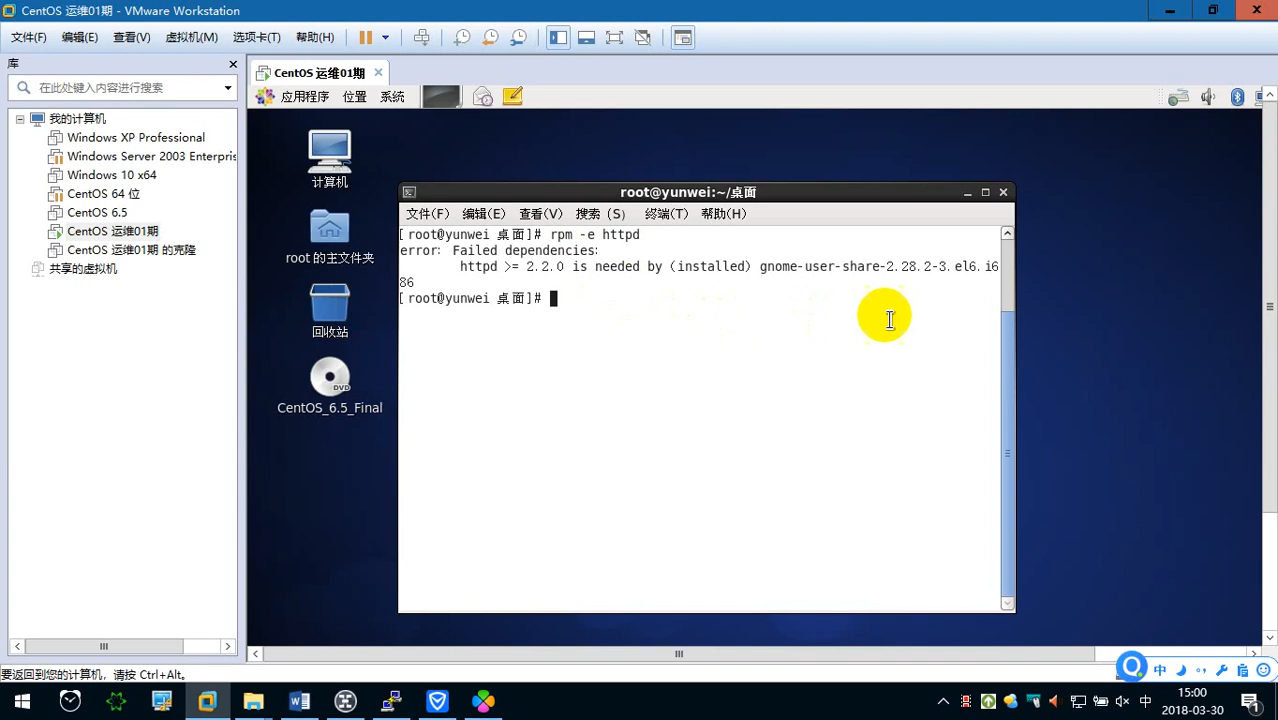 CentOS 运维01期 - VMware Workstation
文件(F) 编辑(E) 查看(V) 虚拟机(M) 选项卡(T) 帮助(H)
库
在此处键入内容进行搜索
我的计算机
Windows XP Professional
Windows Server 2003 Enterpris
Windows 10 x64
CentOS 64 位
CentOS 6.5
CentOS 运维01期
CentOS 运维01期 的克隆
共享的虚拟机
CentOS 运维01期
应用程序 位置 系统
计算机
root 的主文件夹
回收站
DVD
CentOS_6.5_Final
root@yunwei:~/桌面
文件(F) 编辑(E) 查看(V) 搜索 (S) 终端(T) 帮助(H)
[root@yunwei 桌面]# rpm -e httpd
error: Failed dependencies:
httpd >= 2.2.0 is needed by (installed) gnome-user-share-2.28.2-3.el6.i6
86
[root@yunwei 桌面]#
要返回到您的计算机，请按 Ctrl+Alt。
中
中
15:00
2018-03-30
1